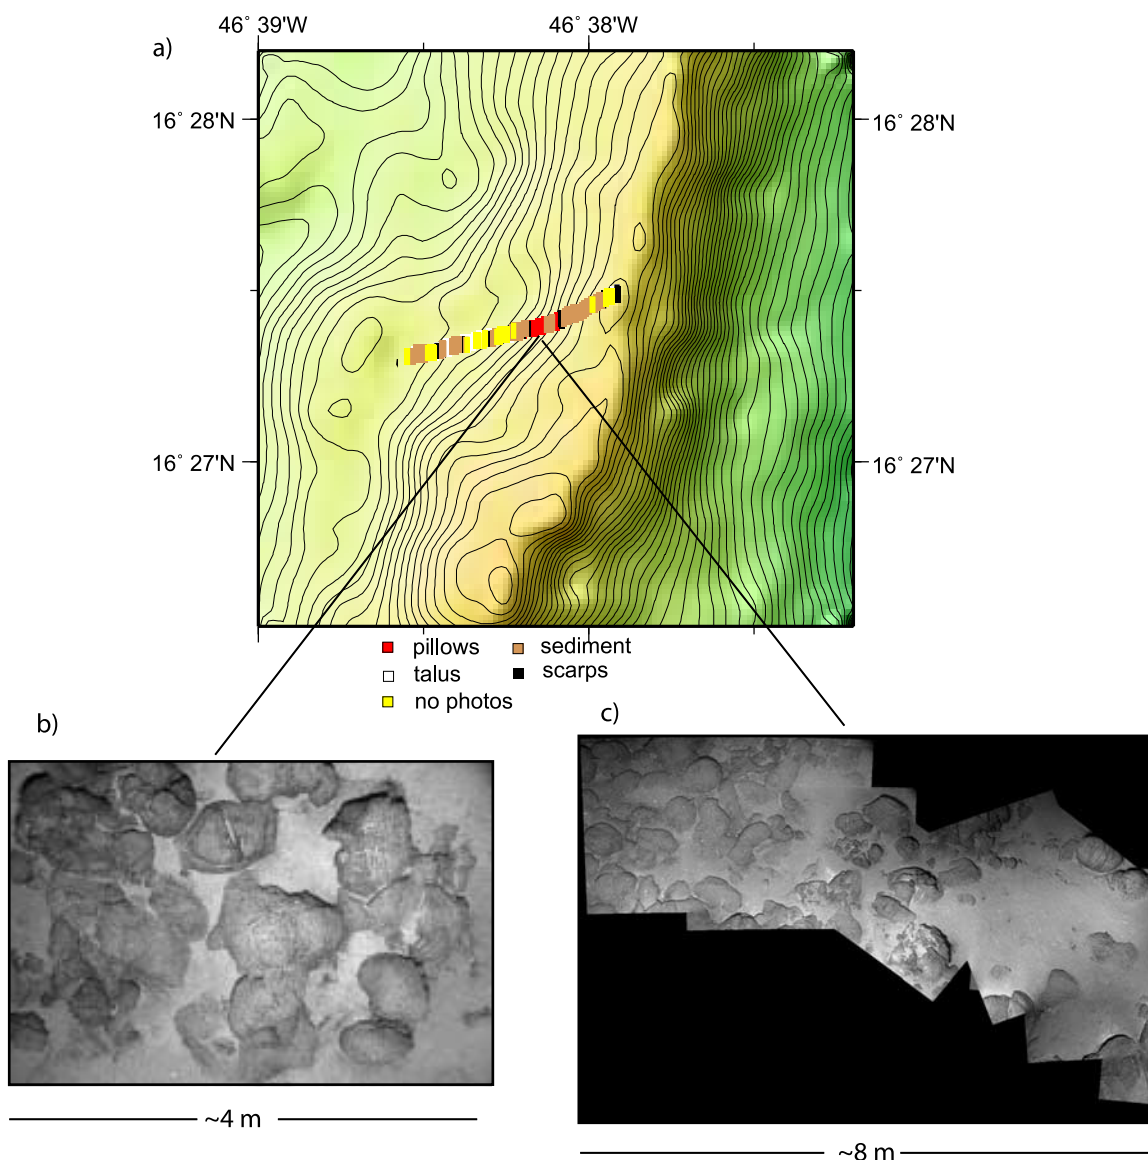 46° 39'W 46° 38'W
a)
16° 28'N 16° 28'N
16° 27'N 16° 27'N
pillows sediment
talus scarps
no photos
b) c)
~4 m
~8 m